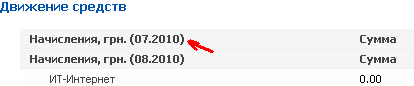 Движение средств
Начисления, грн. (07.2010) Сумма
Начисления, грн. (08.2010) Сумма
ИТ-Интернет 0.00